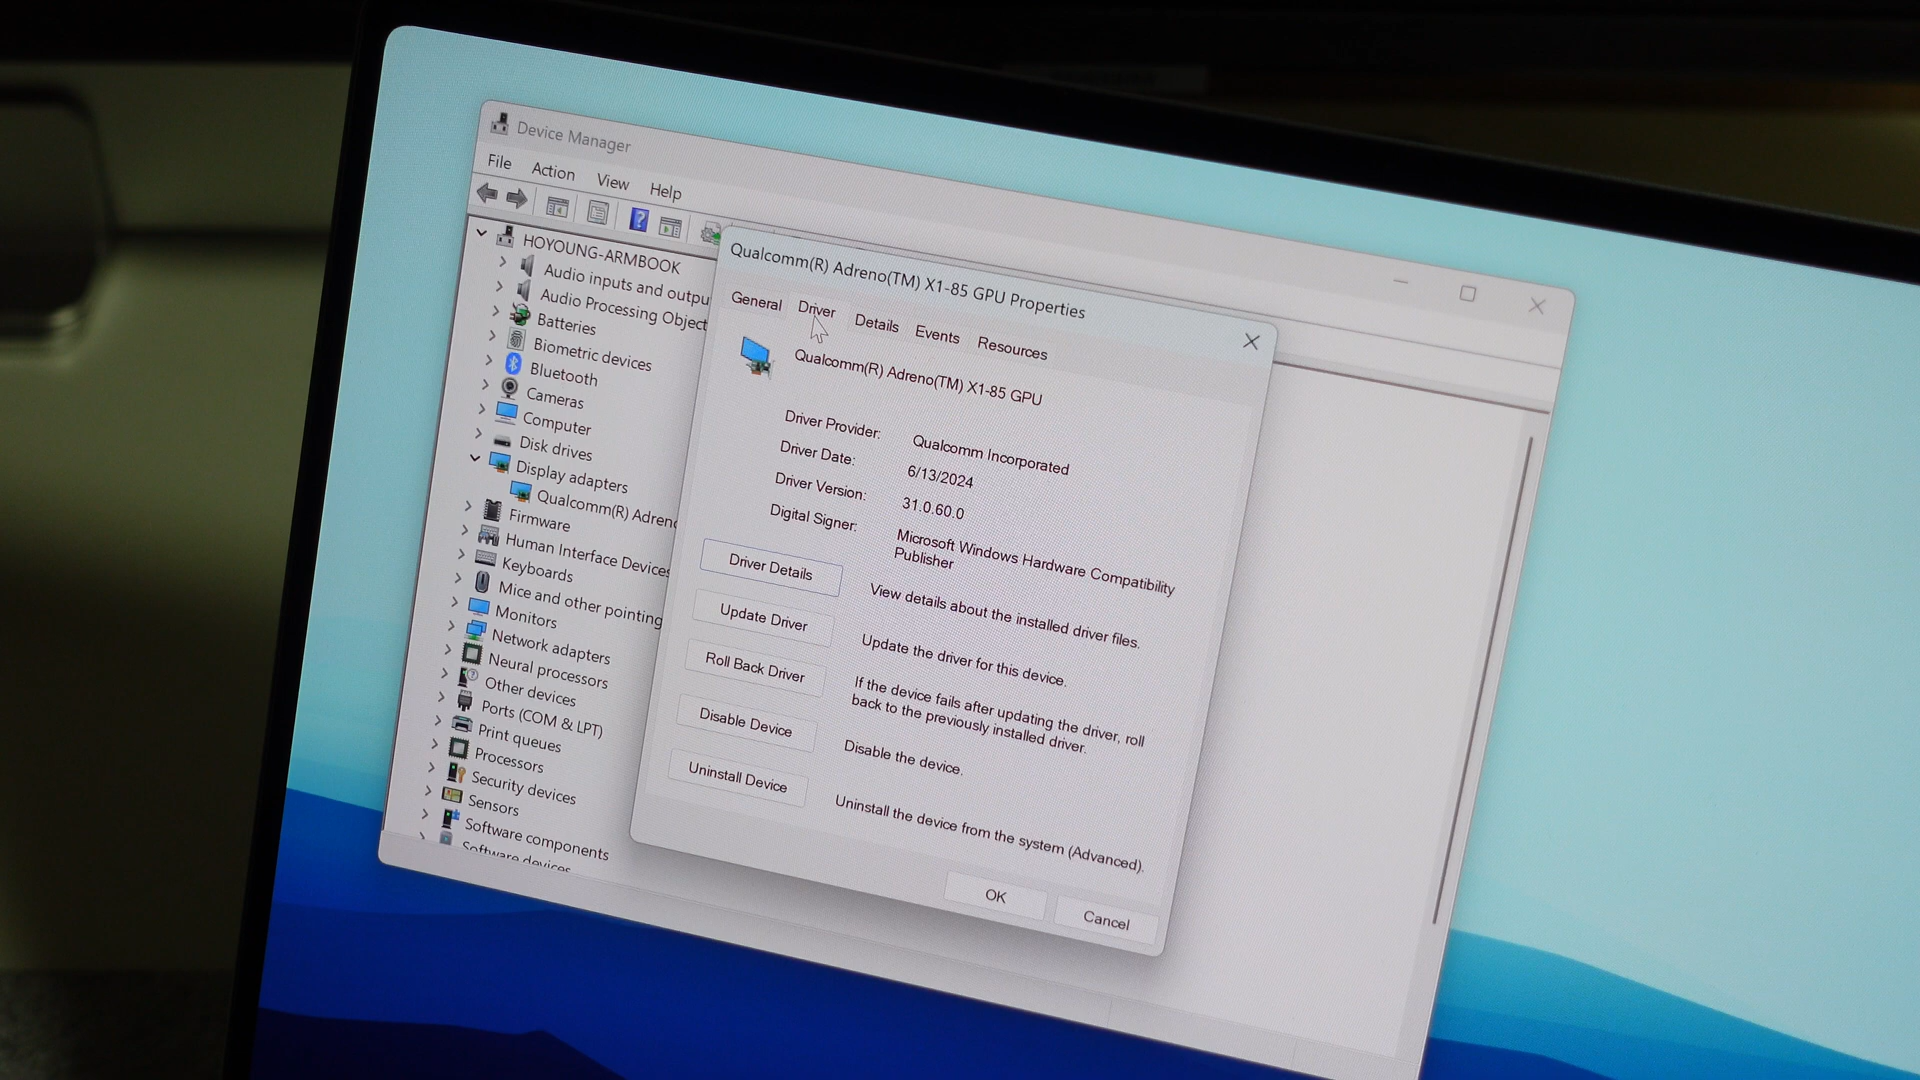 Device Manager
File Action View Help
HOYOUNG-ARMBOOK
Audio inputs and outpu
Audio Processing Object
Batteries
Biometric devices
Bluetooth
Cameras
Computer
Disk drives
Display adapters
Qualcomm(R) Adreno
Firmware
Human Interface Devices
Keyboards
Mice and other pointing
Monitors
Network adapters
Neural processors
Other devices
Ports (COM & LPT)
Print queues
Processors
Security devices
Sensors
Software components
Software devices
Qualcomm(R) Adreno(TM) X1-85 GPU Properties
General Driver Details Events Resources
Qualcomm(R) Adreno(TM) X1-85 GPU
Driver Provider: Qualcomm Incorporated
Driver Date: 6/13/2024
Driver Version: 31.0.60.0
Digital Signer: Microsoft Windows Hardware Compatibility
Publisher
Driver Details View details about the installed driver files.
Update Driver Update the driver for this device.
Roll Back Driver If the device fails after updating the driver, roll
back to the previously installed driver.
Disable Device Disable the device.
Uninstall Device Uninstall the device from the system (Advanced).
OK Cancel